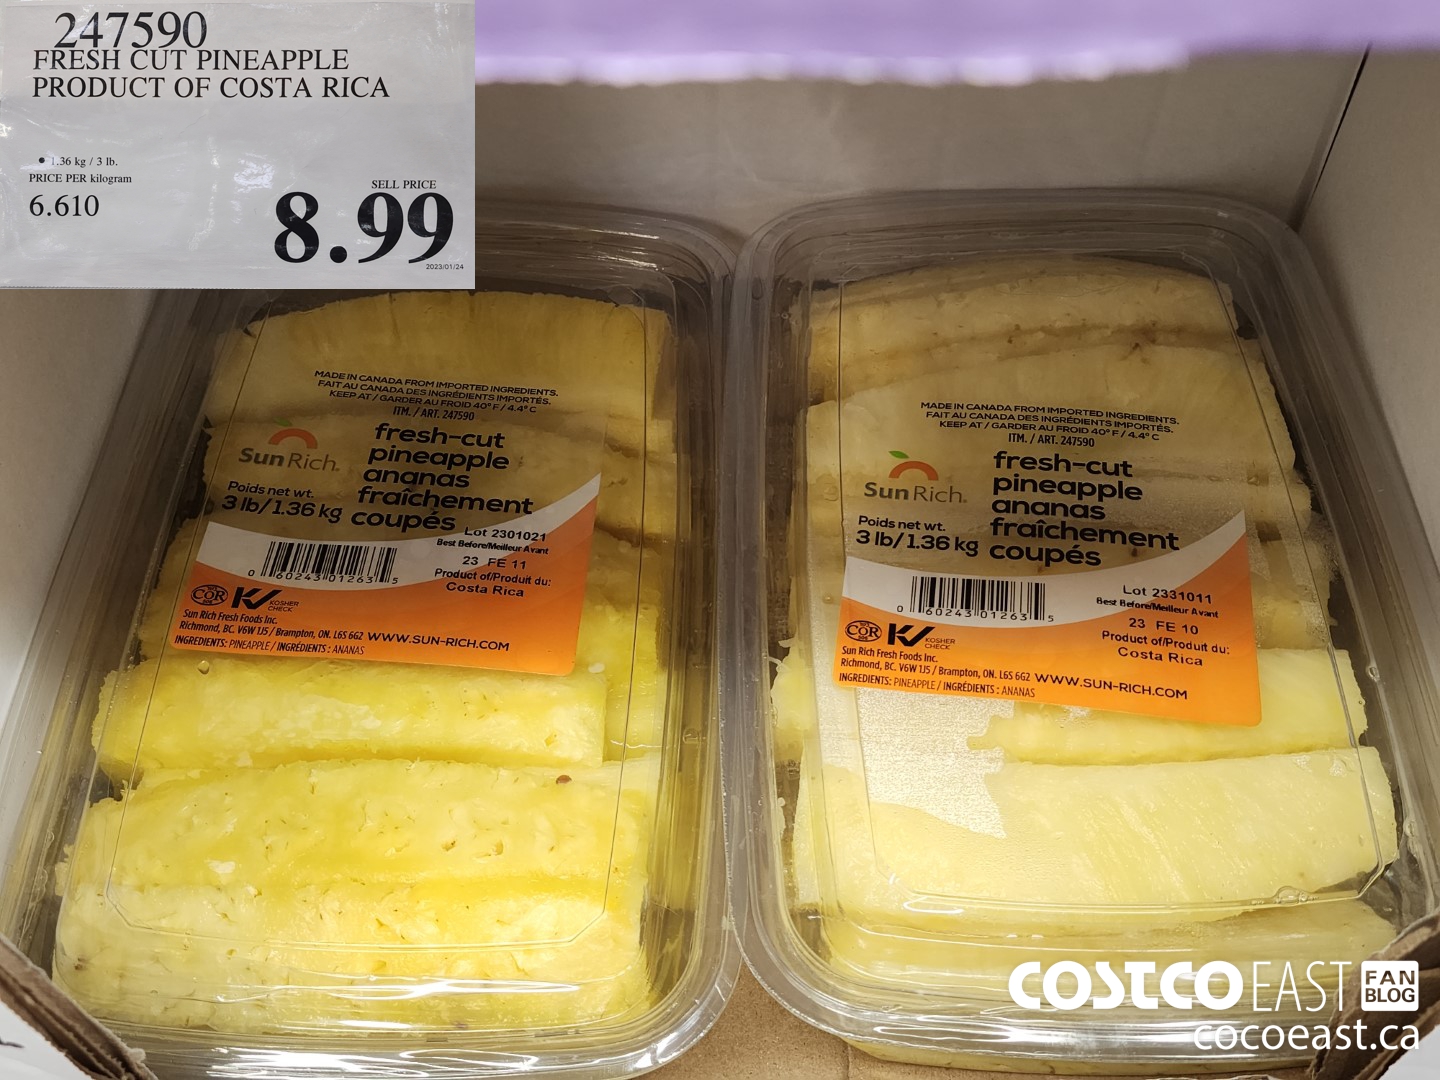 247590
FRESH CUT PINEAPPLE
PRODUCT OF COSTA RICA
• 1.36 kg / 3 lb.
PRICE PER kilogram
6.610
SELL PRICE
8.99
2023/01/24
MADE IN CANADA FROM IMPORTED INGREDIENTS.
FAIT AU CANADA DES INGRÉDIENTS IMPORTÉS.
KEEP AT / GARDER AU FROID 40° F / 4.4° C
ITM. / ART. 247590
SunRich
fresh-cut
pineapple
ananas
fraîchement
coupés
Poids net wt.
3 lb/1.36 kg
Lot 2301021
Best Before/Meilleur Avant
23 FE 11
Product of/Produit du:
Costa Rica
0 60243 01263 5
COR
KV KOSHER
CHECK
Sun Rich Fresh Foods Inc.
Richmond, BC. V6W 1J5 / Brampton, ON. L6S 6G2 WWW.SUN-RICH.COM
INGREDIENTS: PINEAPPLE / INGRÉDIENTS : ANANAS
MADE IN CANADA FROM IMPORTED INGREDIENTS.
FAIT AU CANADA DES INGRÉDIENTS IMPORTÉS.
KEEP AT / GARDER AU FROID 40° F / 4.4° C
ITM. / ART. 247590
SunRich
fresh-cut
pineapple
ananas
fraîchement
coupés
Poids net wt.
3 lb/1.36 kg
Lot 2331011
Best Before/Meilleur Avant
23 FE 10
Product of/Produit du:
Costa Rica
0 60243 01263 5
COR
KV KOSHER
CHECK
Sun Rich Fresh Foods Inc.
Richmond, BC. V6W 1J5 / Brampton, ON. L6S 6G2 WWW.SUN-RICH.COM
INGREDIENTS: PINEAPPLE / INGRÉDIENTS : ANANAS
COSTCO EAST FAN BLOG
cocoeast.ca